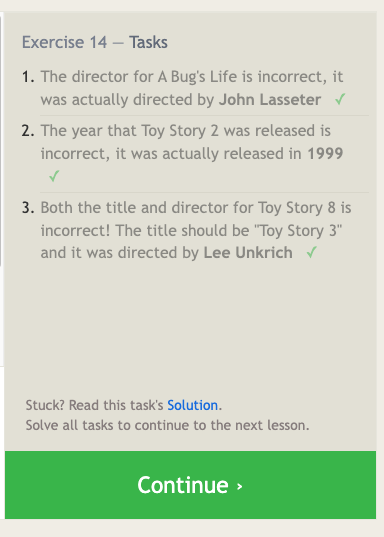 Exercise 14 — Tasks
1. The director for A Bug's Life is incorrect, it
was actually directed by John Lasseter ✓
2. The year that Toy Story 2 was released is
incorrect, it was actually released in 1999
✓
3. Both the title and director for Toy Story 8 is
incorrect! The title should be "Toy Story 3"
and it was directed by Lee Unkrich ✓
Stuck? Read this task's Solution.
Solve all tasks to continue to the next lesson.
Continue ›